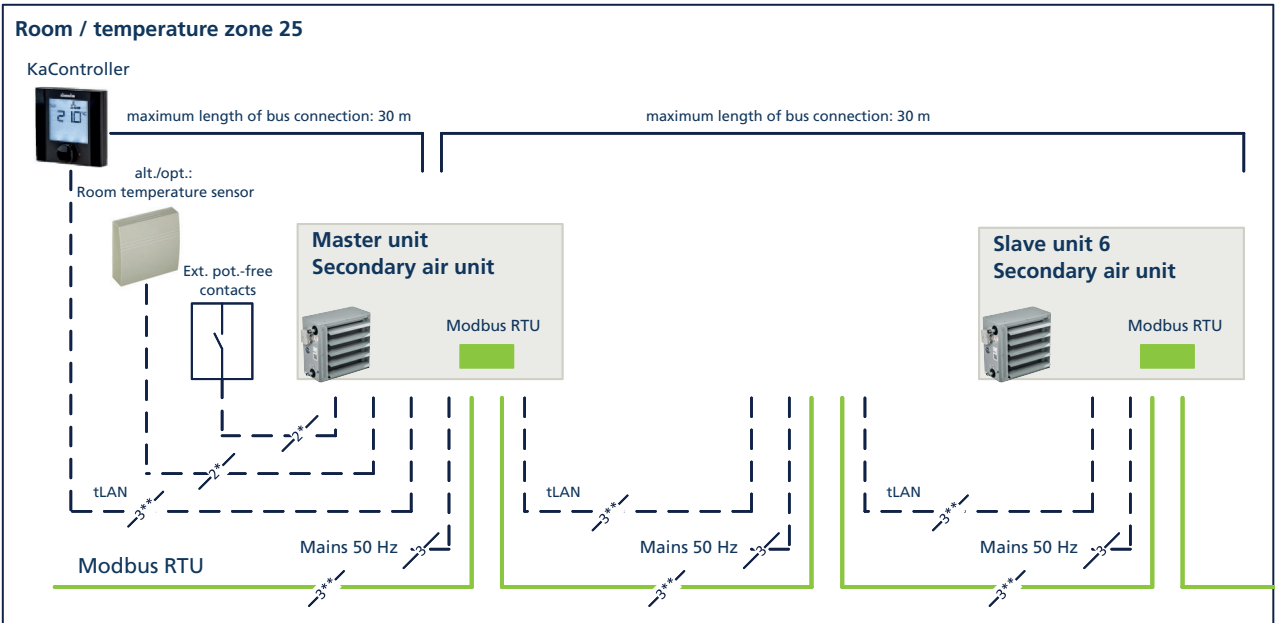 Room / temperature zone 25
KaController
21.0°
maximum length of bus connection: 30 m
maximum length of bus connection: 30 m
alt./opt.:
Room temperature sensor
Ext. pot.-free
contacts
Master unit
Secondary air unit
Modbus RTU
Slave unit 6
Secondary air unit
Modbus RTU
2*
2*
tLAN
3**
tLAN
3**
tLAN
3**
Mains 50 Hz
3
Mains 50 Hz
3
Mains 50 Hz
3
Modbus RTU
3**
3**
3**